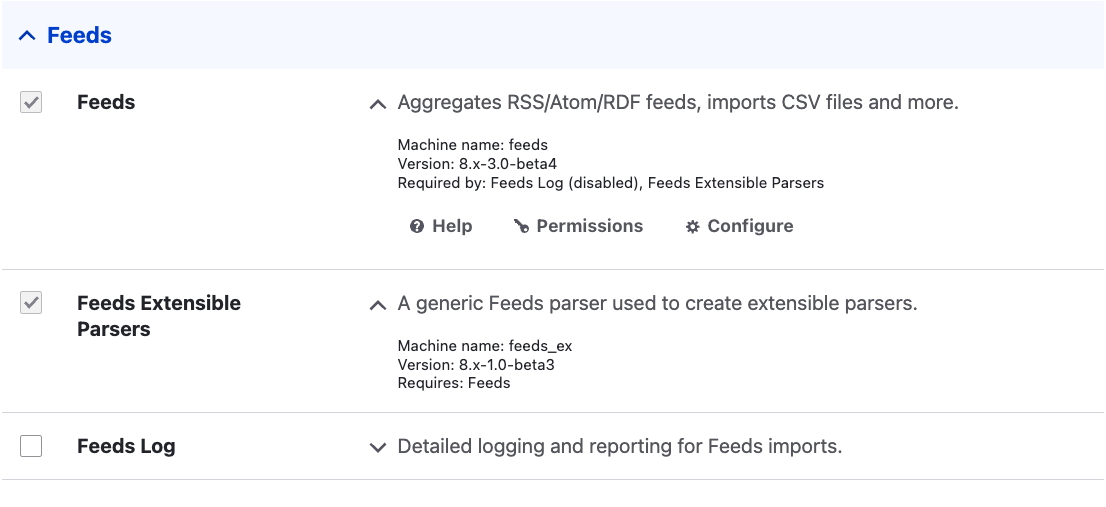 Feeds
Feeds
Aggregates RSS/Atom/RDF feeds, imports CSV files and more.
Machine name: feeds
Version: 8.x-3.0-beta4
Required by: Feeds Log (disabled), Feeds Extensible Parsers
Help Permissions Configure
Feeds Extensible
Parsers
A generic Feeds parser used to create extensible parsers.
Machine name: feeds_ex
Version: 8.x-1.0-beta3
Requires: Feeds
Feeds Log
Detailed logging and reporting for Feeds imports.